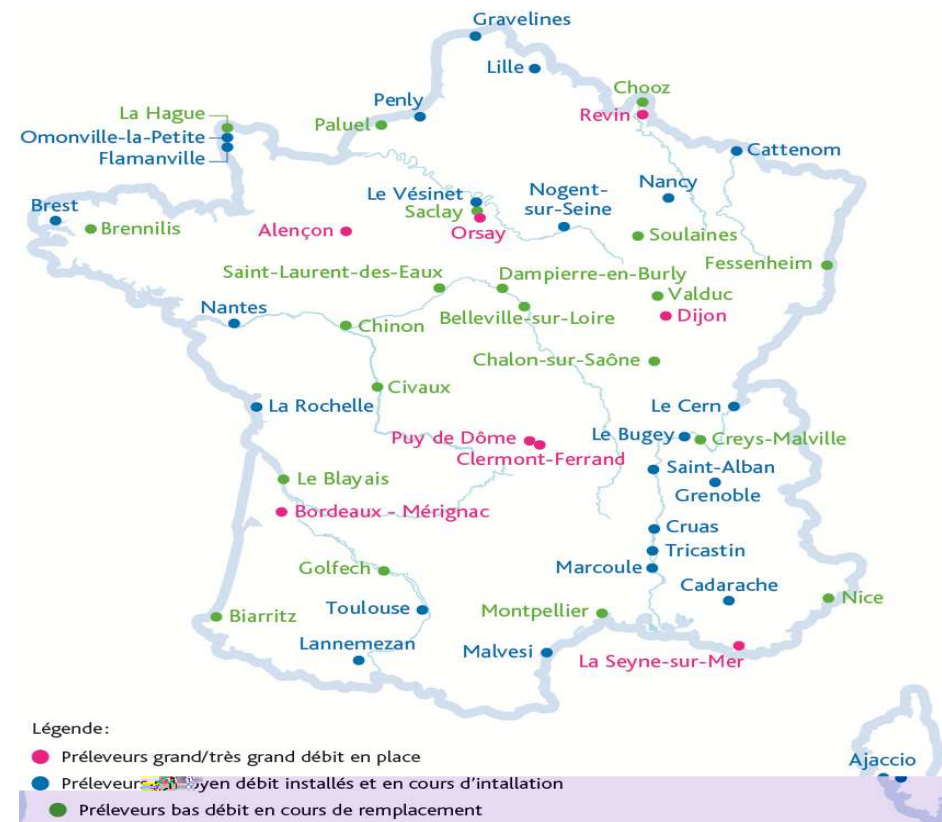 Gravelines
Lille
Chooz
Penly
La Hague
Revin
Paluel
Omonville-la-Petite
Flamanville
Cattenom
Nancy
Le Vésinet
Nogent-
sur-Seine
Brest
Saclay
Brennilis
Alençon
Orsay
Soulaines
Fessenheim
Saint-Laurent-des-Eaux
Dampierre-en-Burly
Valduc
Nantes
Belleville-sur-Loire
Dijon
Chinon
Chalon-sur-Saône
Civaux
La Rochelle
Le Cern
Puy de Dôme
Le Bugey
Creys-Malville
Clermont-Ferrand
Saint-Alban
Le Blayais
Grenoble
Bordeaux - Mérignac
Cruas
Tricastin
Golfech
Marcoule
Cadarache
Nice
Biarritz
Toulouse
Montpellier
Lannemezan
Malvesi
La Seyne-sur-Mer
Légende:
Préleveurs grand/très grand débit en place
Ajaccio
Préleveurs débit installés et en cours d'intallation
Préleveurs bas débit en cours de remplacement